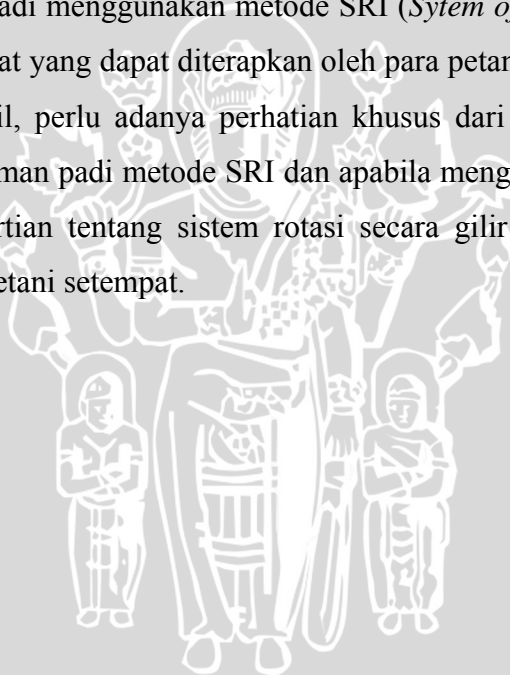 adi menggunakan metode SRI (Sytem o
at yang dapat diterapkan oleh para petan
il, perlu adanya perhatian khusus dari
man padi metode SRI dan apabila meng
rtian tentang sistem rotasi secara gilir
etani setempat.